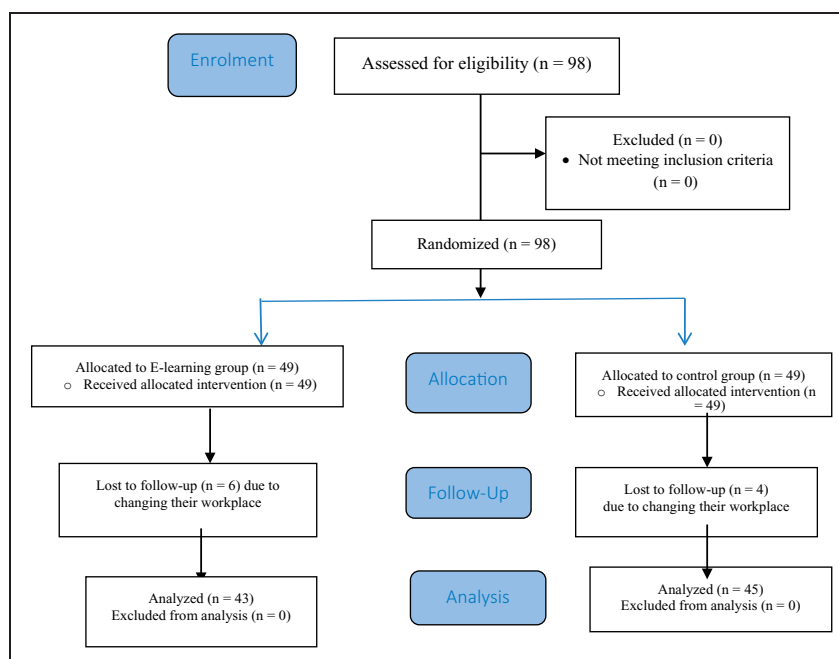 Enrolment
Assessed for eligibility (n = 98)
Excluded (n = 0)
• Not meeting inclusion criteria
(n = 0)
Randomized (n = 98)
Allocated to E-learning group (n = 49)
o Received allocated intervention (n = 49)
Allocation
Allocated to control group (n = 49)
o Received allocated intervention (n
= 49)
Lost to follow-up (n = 6) due to
changing their workplace
Follow-Up
Lost to follow-up (n = 4)
due to changing their workplace
Analyzed (n = 43)
Excluded from analysis (n = 0)
Analysis
Analyzed (n = 45)
Excluded from analysis (n = 0)